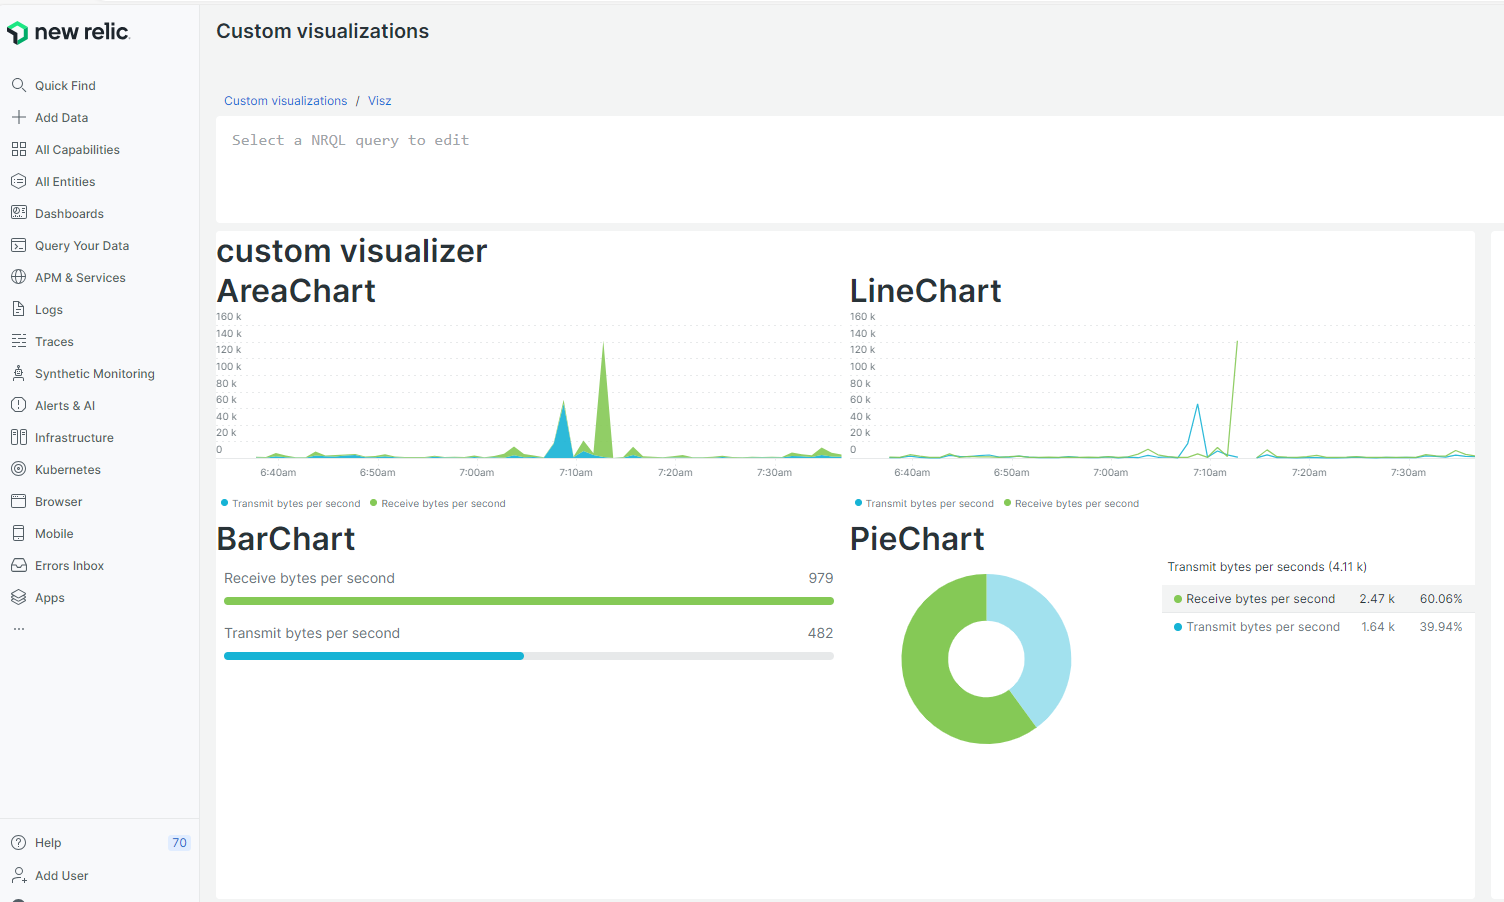 new relic
Quick Find
Add Data
All Capabilities
All Entities
Dashboards
Query Your Data
APM & Services
Logs
Traces
Synthetic Monitoring
Alerts & AI
Infrastructure
Kubernetes
Browser
Mobile
Errors Inbox
Apps
...
Help 70
Add User
Custom visualizations
Custom visualizations / Visz
Select a NRQL query to edit
custom visualizer
AreaChart
160 k
140 k
120 k
100 k
80 k
60 k
40 k
20 k
0
6:40am 6:50am 7:00am 7:10am 7:20am 7:30am
Transmit bytes per second Receive bytes per second
LineChart
160 k
140 k
120 k
100 k
80 k
60 k
40 k
20 k
0
6:40am 6:50am 7:00am 7:10am 7:20am 7:30am
Transmit bytes per second Receive bytes per second
BarChart
Receive bytes per second 979
Transmit bytes per second 482
PieChart
Transmit bytes per seconds (4.11 k)
Receive bytes per second 2.47 k 60.06%
Transmit bytes per second 1.64 k 39.94%